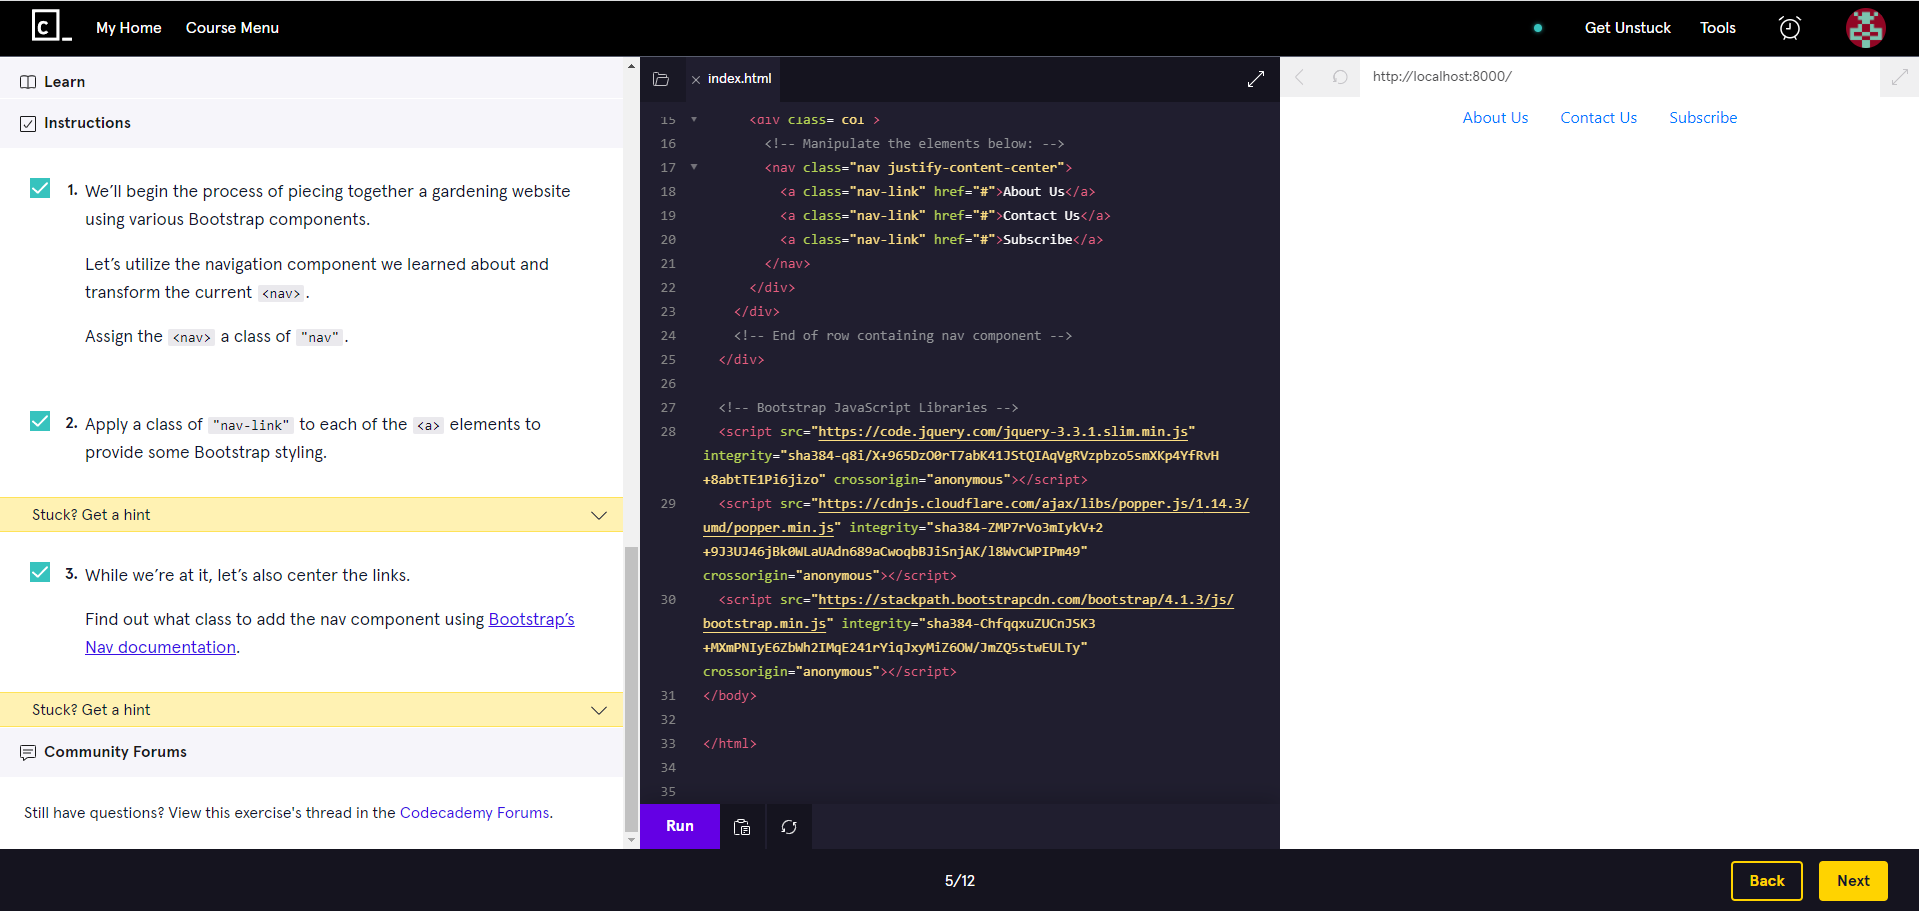 My Home Course Menu Get Unstuck Tools
Learn
Instructions
1. We'll begin the process of piecing together a gardening website
using various Bootstrap components.
Let's utilize the navigation component we learned about and
transform the current <nav>.
Assign the <nav> a class of "nav".
2. Apply a class of "nav-link" to each of the <a> elements to
provide some Bootstrap styling.
Stuck? Get a hint
3. While we're at it, let's also center the links.
Find out what class to add the nav component using Bootstrap's
Nav documentation.
Stuck? Get a hint
Community Forums
Still have questions? View this exercise's thread in the Codecademy Forums.
index.html
15 <div class= col >
16 <!-- Manipulate the elements below: -->
17 <nav class="nav justify-content-center">
18 <a class="nav-link" href="#">About Us</a>
19 <a class="nav-link" href="#">Contact Us</a>
20 <a class="nav-link" href="#">Subscribe</a>
21 </nav>
22 </div>
23 </div>
24 <!-- End of row containing nav component -->
25 </div>
26
27 <!-- Bootstrap JavaScript Libraries -->
28 <script src="https://code.jquery.com/jquery-3.3.1.slim.min.js"
integrity="sha384-q8i/X+965DzO0rT7abK41JStQIAqVgRVzpbzo5smXKp4YfRvH
+8abtTE1Pi6jizo" crossorigin="anonymous"></script>
29 <script src="https://cdnjs.cloudflare.com/ajax/libs/popper.js/1.14.3/
umd/popper.min.js" integrity="sha384-ZMP7rVo3mIykV+2
+9J3UJ46jBk0WLaUAdn689aCwoqbBJiSnjAK/l8WvCWPIPm49"
crossorigin="anonymous"></script>
30 <script src="https://stackpath.bootstrapcdn.com/bootstrap/4.1.3/js/
bootstrap.min.js" integrity="sha384-ChfqqxuZUCnJSK3
+MXmPNIyE6ZbWh2IMqE241rYiqJxyMiZ6OW/JmZQ5stwEULTy"
crossorigin="anonymous"></script>
31 </body>
32
33 </html>
34
35
Run
http://localhost:8000/
About Us Contact Us Subscribe
5/12
Back Next